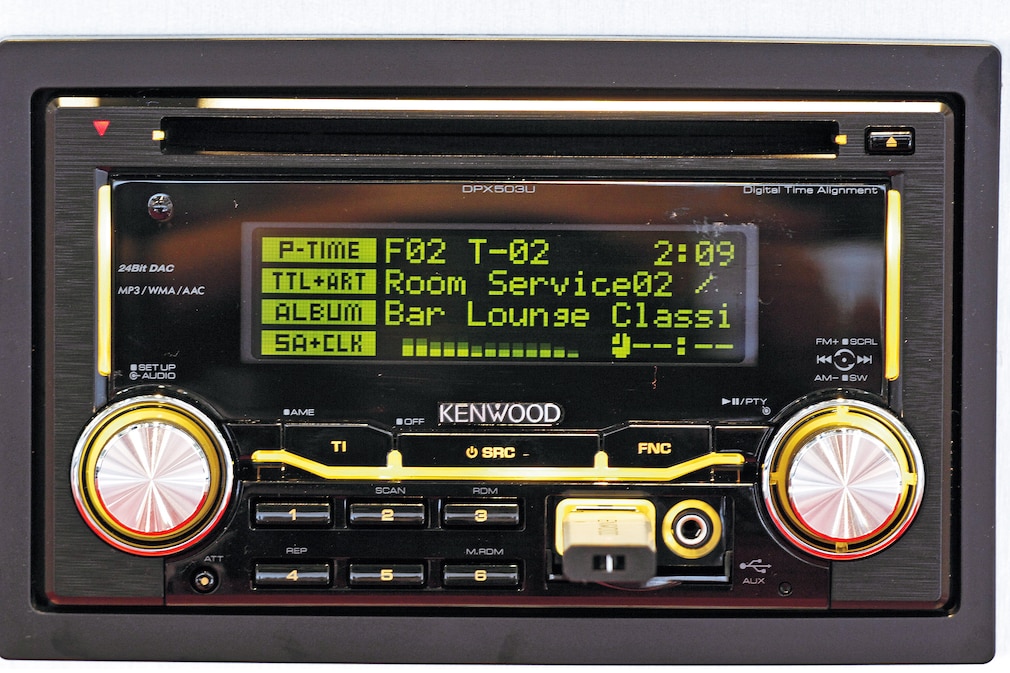 DPX503U
Digital Time Alignment
P-TIME F02 T-02 2:09
TTL+ART Room Service02 /
ALBUM Bar Lounge Classi
SA+CLK --:--
24Bit DAC
MP3/WMA/AAC
SET UP
AUDIO
FM+ SCRL
AM- SW
AME
OFF
KENWOOD
/PTY
TI
SRC
FNC
SCAN
RDM
1 2 3
REP
M.RDM
ATT
4 5 6
AUX